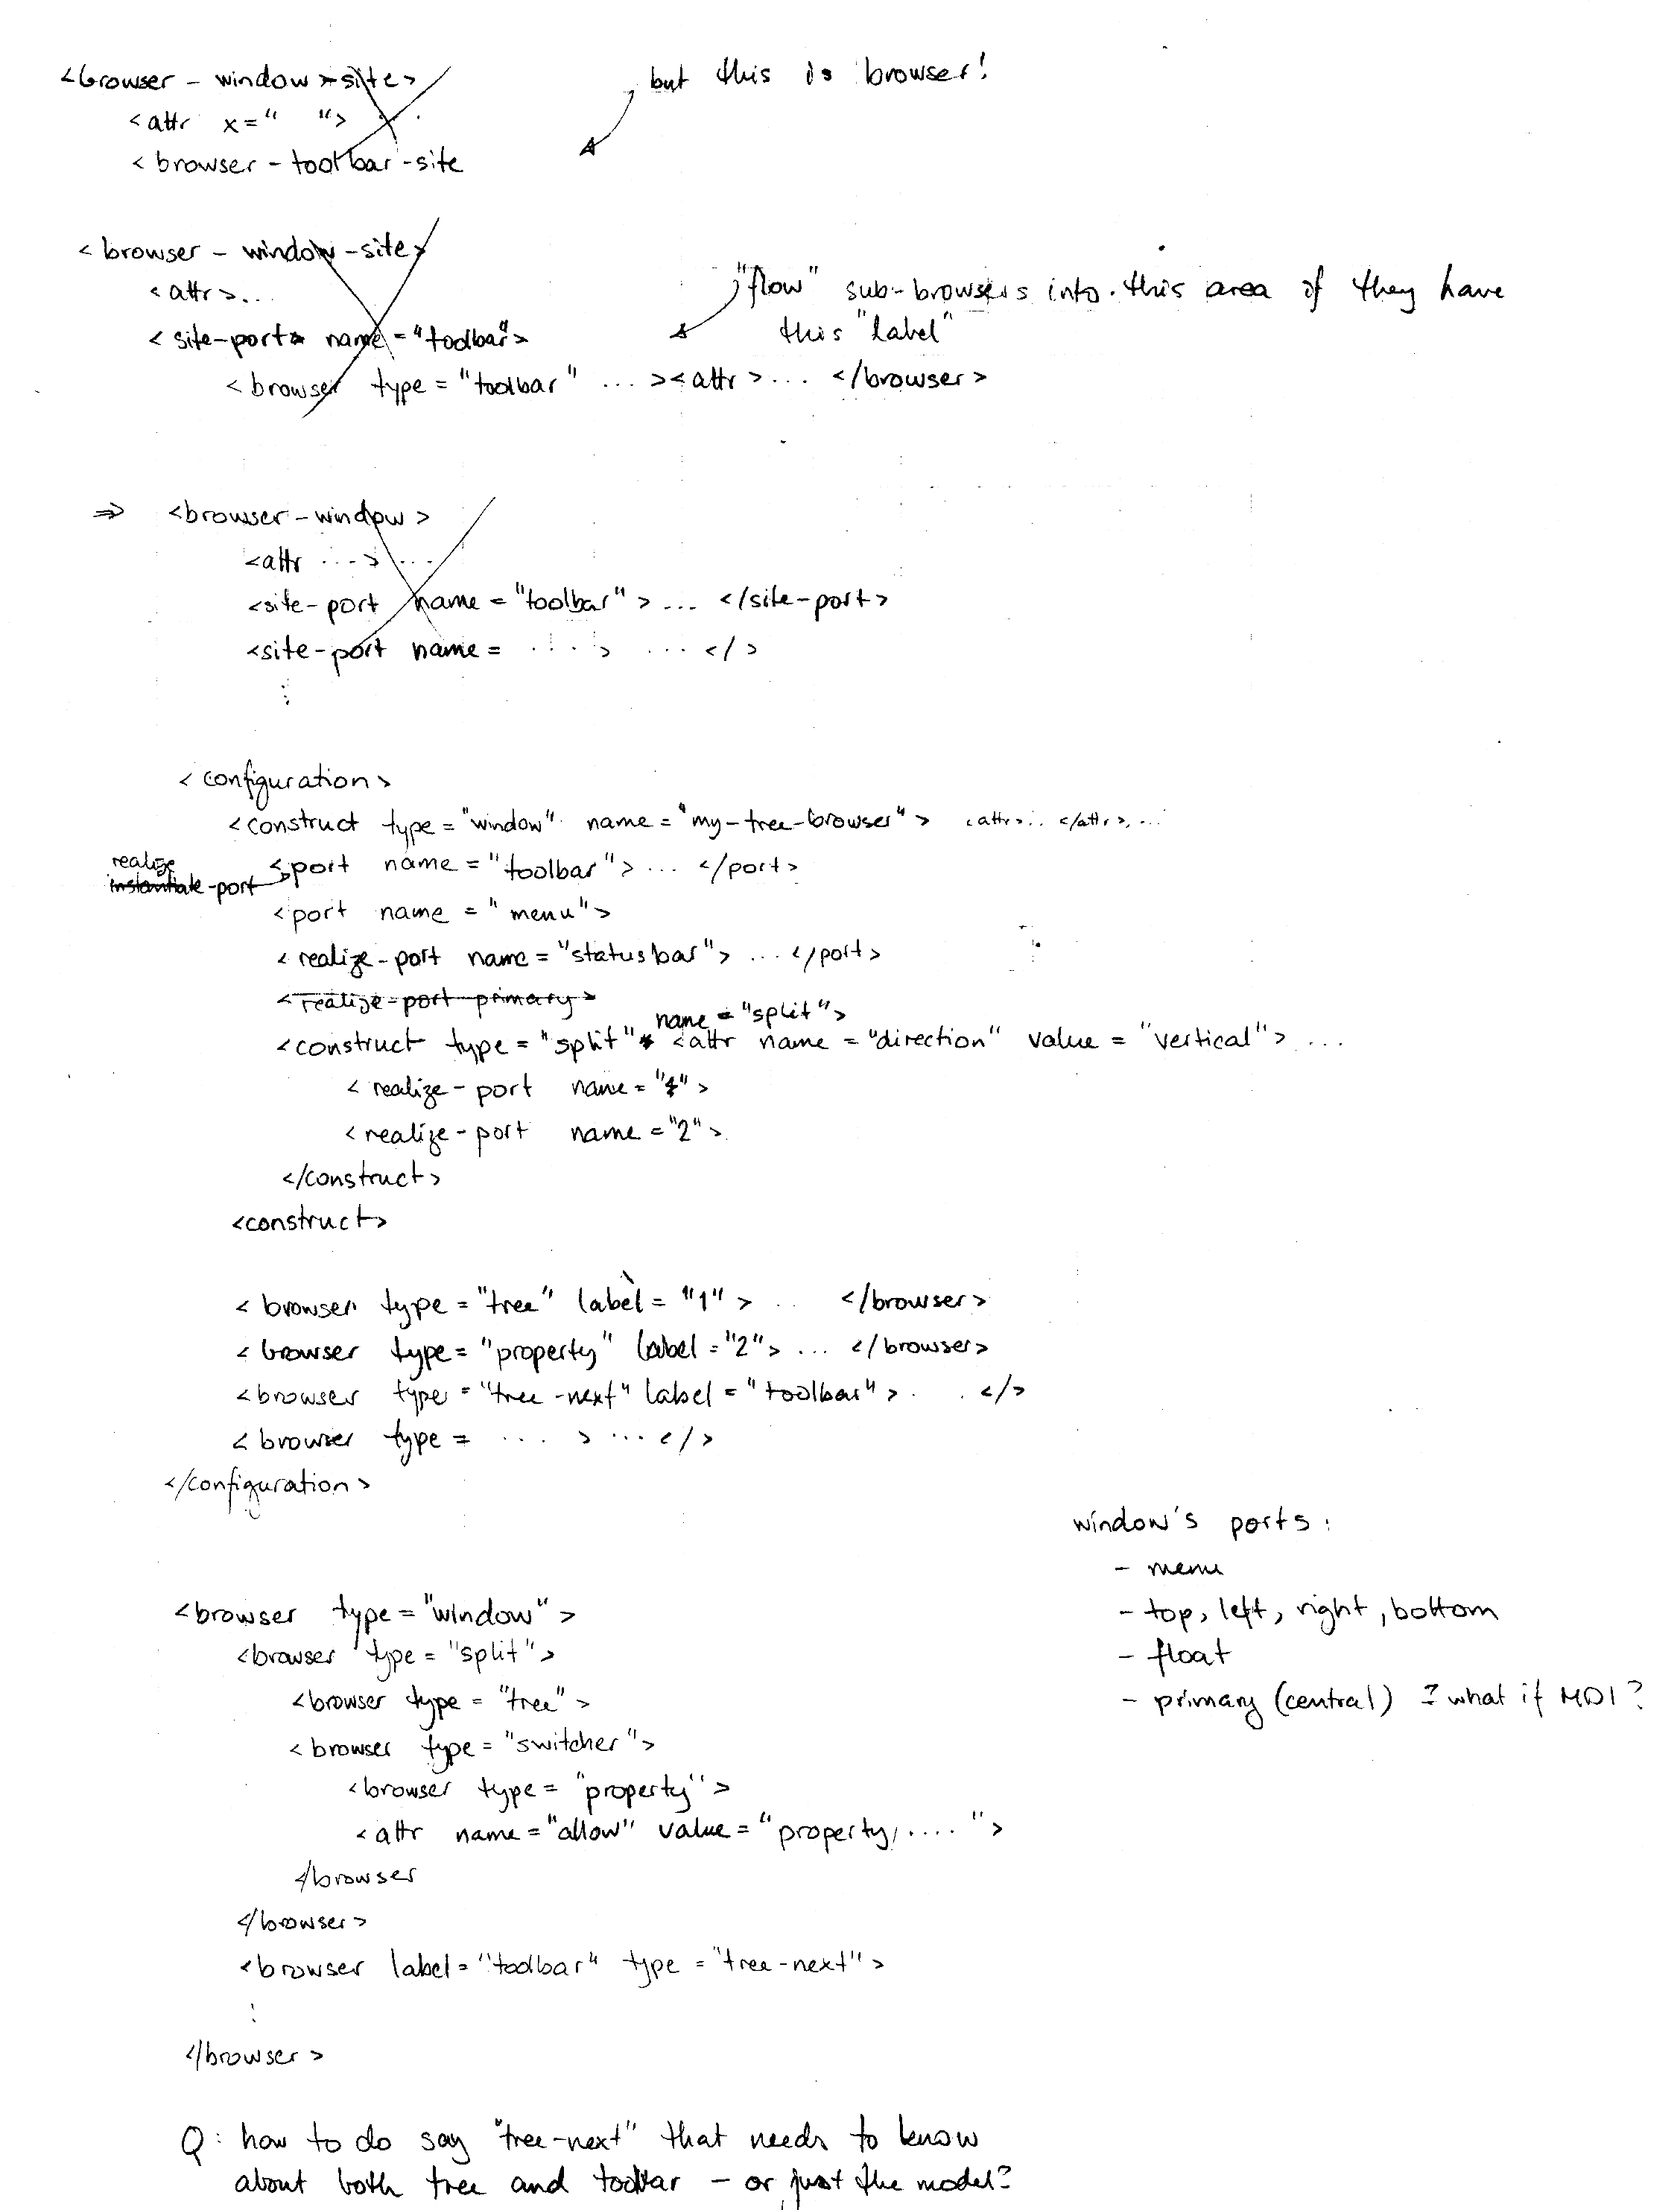 <browser-window-site>
but this is browser!
<attr x=" ">
<browser-toolbar-site
<browser-window-site>
<attr>...
"flow" sub-browsers into this area if they have
this "label"
<site-port name="toolbar">
<browser type="toolbar" ...><attr>... </browser>
⇒ <browser-window>
<attr ...> ...
<site-port name="toolbar">... </site-port>
<site-port name= ....> ... </>
⋮
<configuration>
<construct type="window" name="my-tree-browser"> <attr>... </attr>...
realize
instantiate-port
<port name="toolbar">... </port>
<port name="menu">
<realize-port name="statusbar"> ... </port>
<realize-port primary>
name="split">
<construct type="split" <attr name="direction" value="vertical"> ...
<realize-port name="1">
<realize-port name="2">
</construct>
<construct>
<browser type="tree" label="1"> .. </browser>
<browser type="property" label="2"> ... </browser>
<browser type="tree-next" label="toolbar"> .. </>
<browser type= .... > ... </>
</configuration>
window's ports:
- menu
- top, left, right, bottom
- float
- primary (central) ? what if MDI?
<browser type="window">
<browser type="split">
<browser type="tree">
<browser type="switcher">
<browser type="property">
<attr name="allow" value="property, .... ">
</browser
</browser>
<browser label="toolbar" type="tree-next">
⋮
</browser>
Q: how to do say "tree-next" that needs to know
about both tree and toolbar - or just the model?